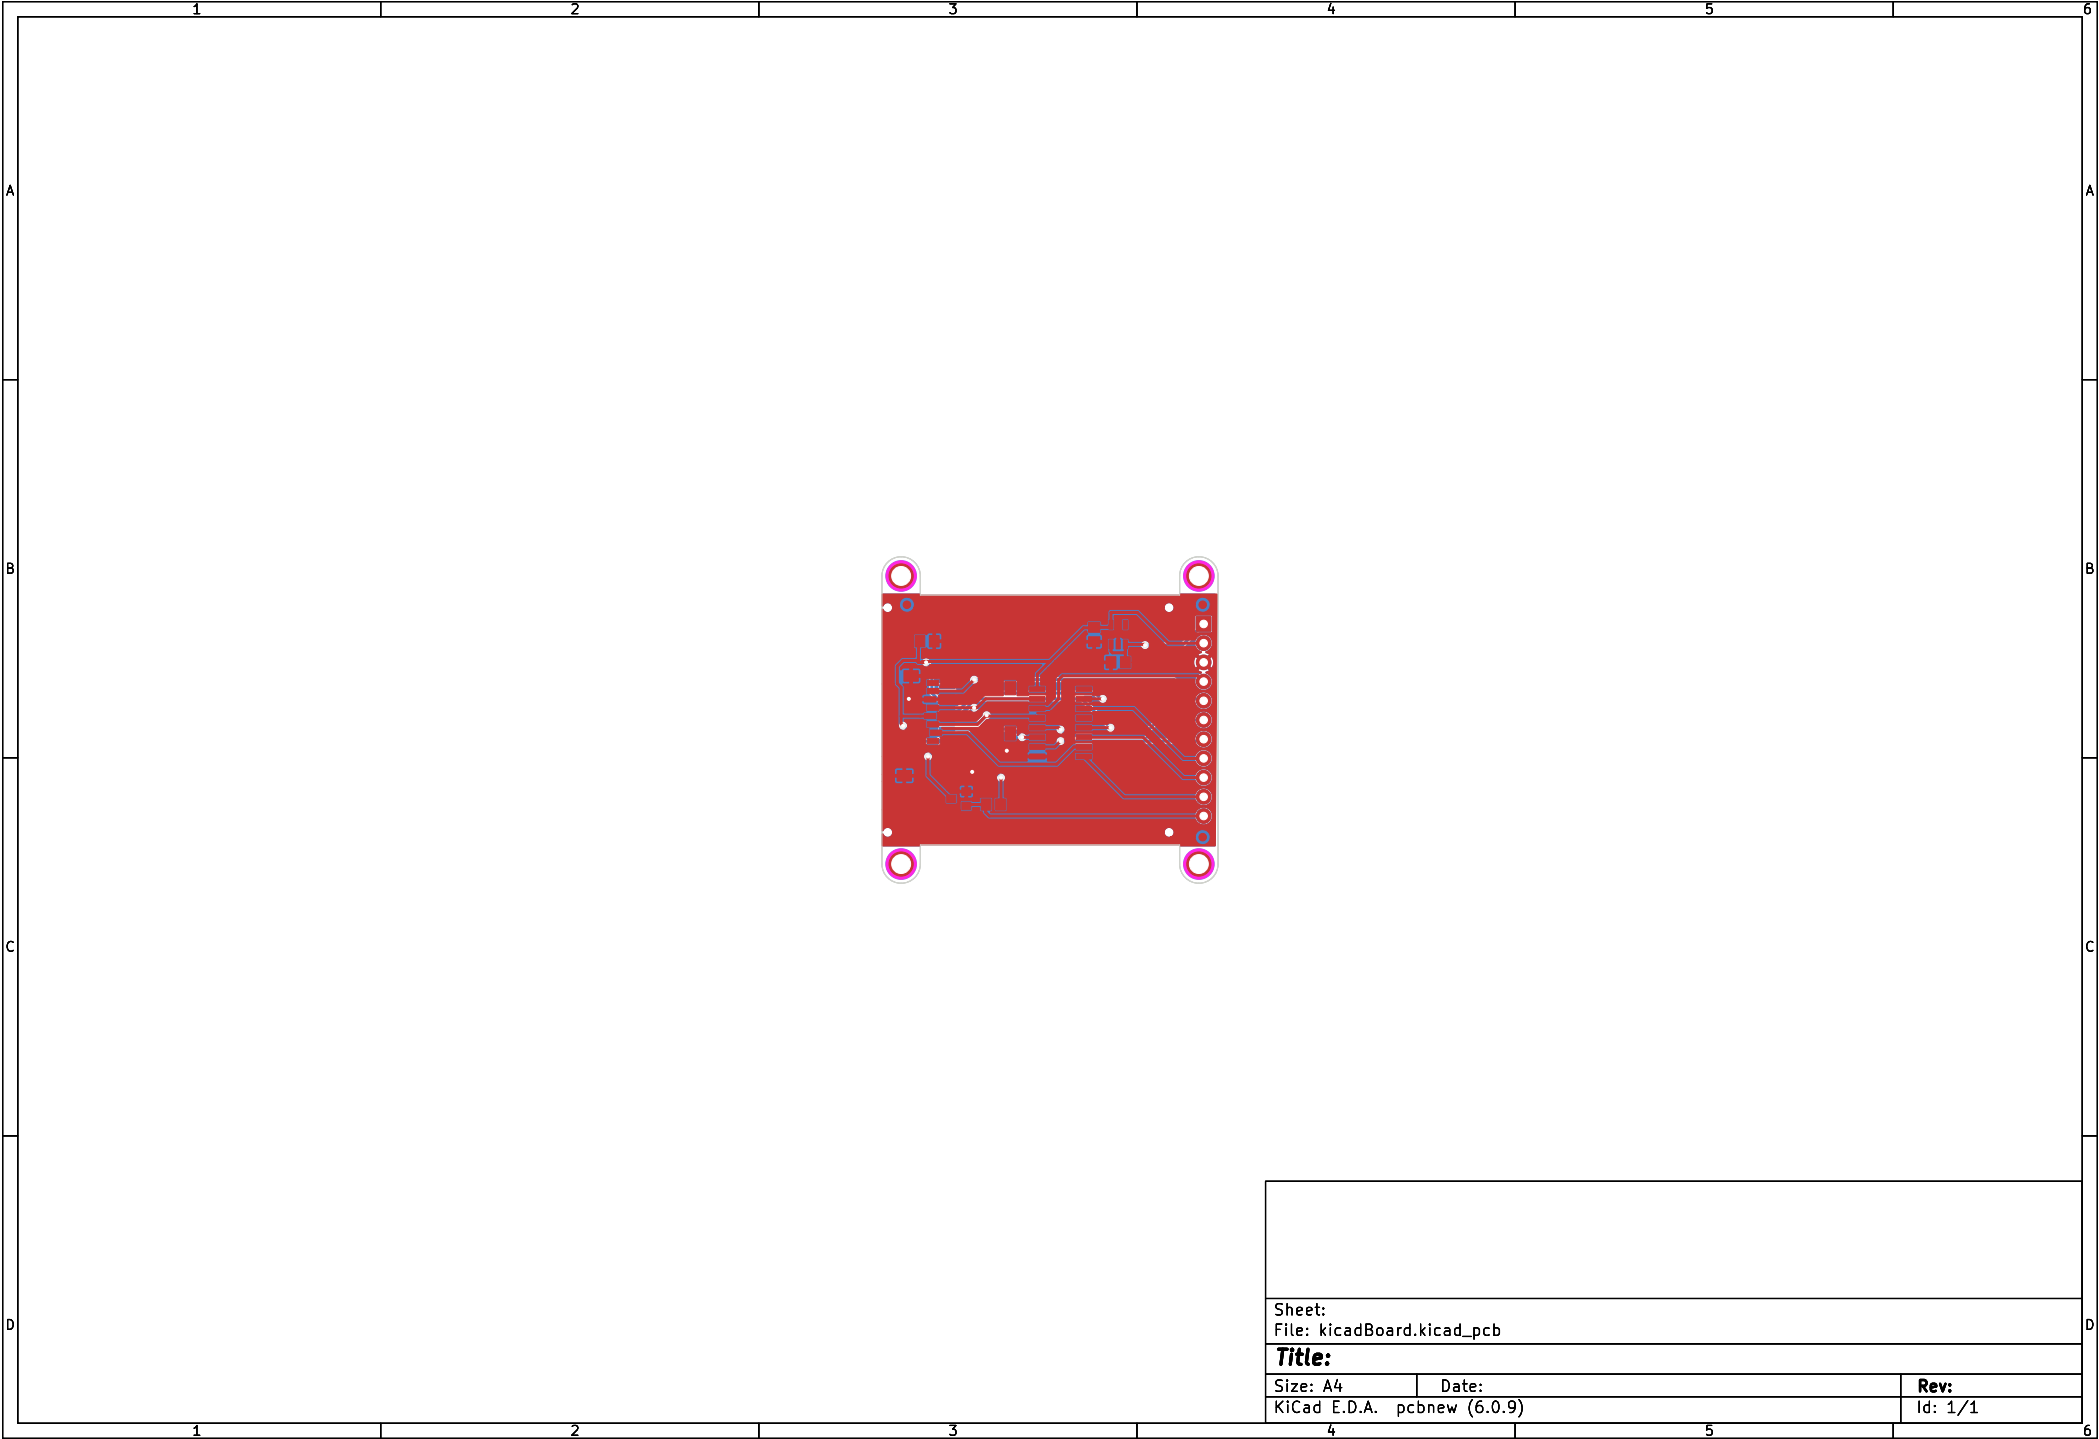 1 2 3 4 5 6
A A
B B
C C
Sheet:
File: kicadBoard.kicad_pcb
D D
Title:
Size: A4 Date: Rev:
KiCad E.D.A. pcbnew (6.0.9) Id: 1/1
1 2 3 4 5 6